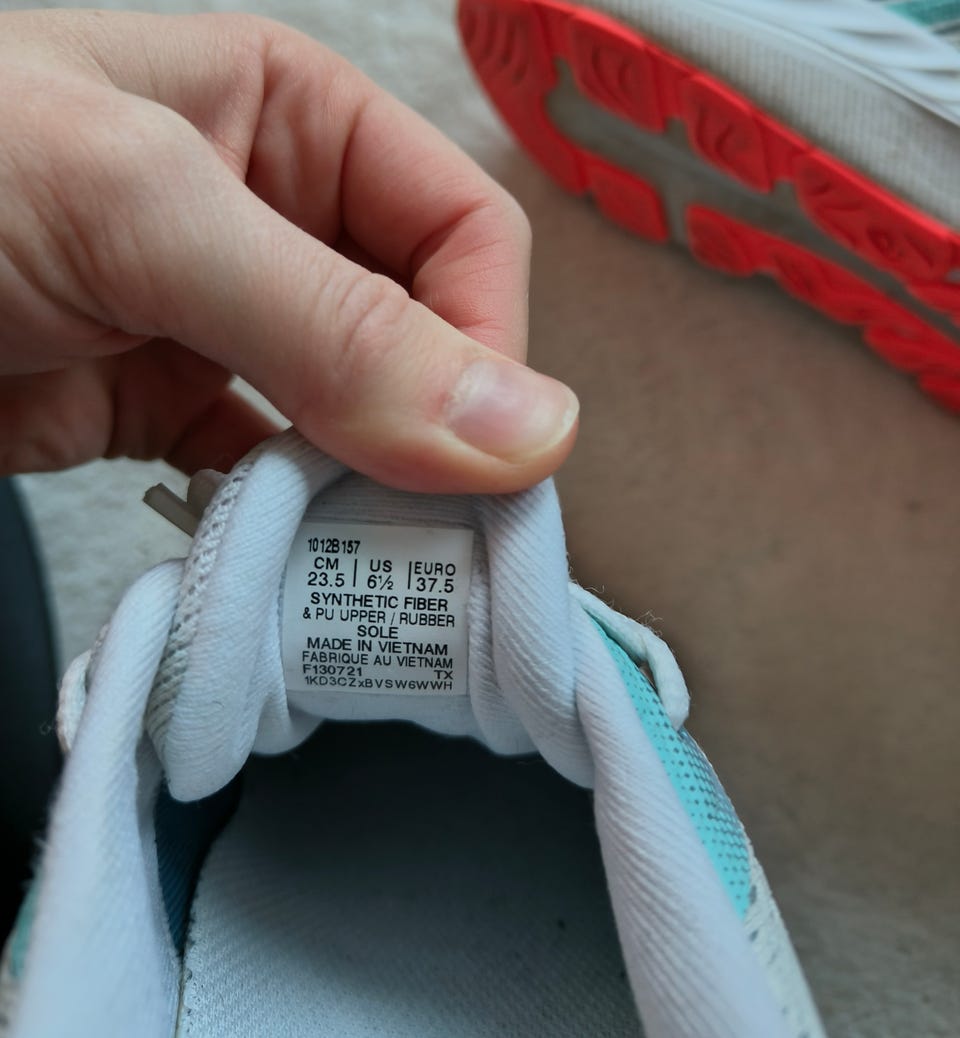 1012B157
CM | US | EURO
23.5 | 6½ | 37.5
SYNTHETIC FIBER
& PU UPPER / RUBBER
SOLE
MADE IN VIETNAM
FABRIQUE AU VIETNAM
F130721 TX
1KD3CZxBVSW6WWH